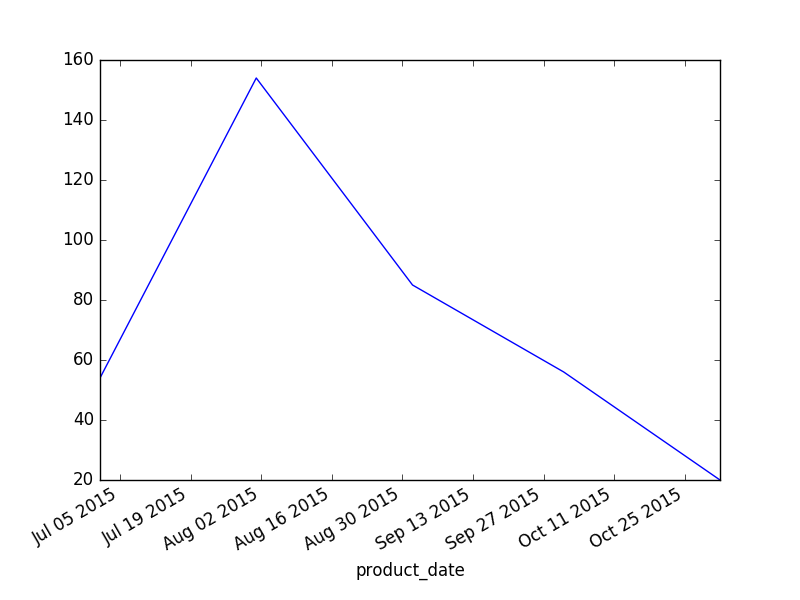 160
140
120
100
80
60
40
20
Jul 05 2015
Jul 19 2015
Aug 02 2015
Aug 16 2015
Aug 30 2015
Sep 13 2015
Sep 27 2015
Oct 11 2015
Oct 25 2015
product_date